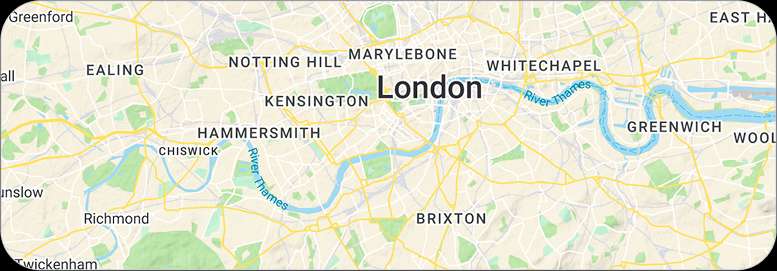 Greenford
EAST H
MARYLEBONE
NOTTING HILL
WHITECHAPEL
EALING
all
London
KENSINGTON
River Thames
HAMMERSMITH
GREENWICH
WOOL
CHISWICK
River Thames
unslow
Richmond
BRIXTON
Twickenham